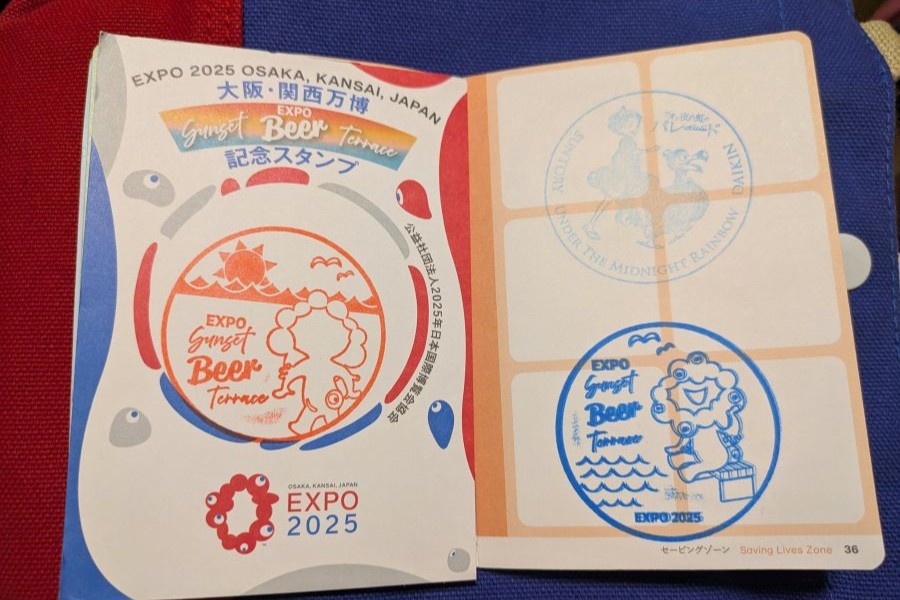 EXPO 2025 OSAKA, KANSAI, JAPAN
大阪・関西万博
EXPO
Sunset Beer Terrace
記念スタンプ
公益社団法人2025年日本国際博覧会協会
EXPO
Sunset
Beer
Terrace
OSAKA, KANSAI, JAPAN
EXPO
2025
SUNTORY UNDER THE MIDNIGHT RAINBOW DAIKIN
EXPO
Sunset
Beer
Terrace
EXPO 2025
セービングゾーン Saving Lives Zone 36